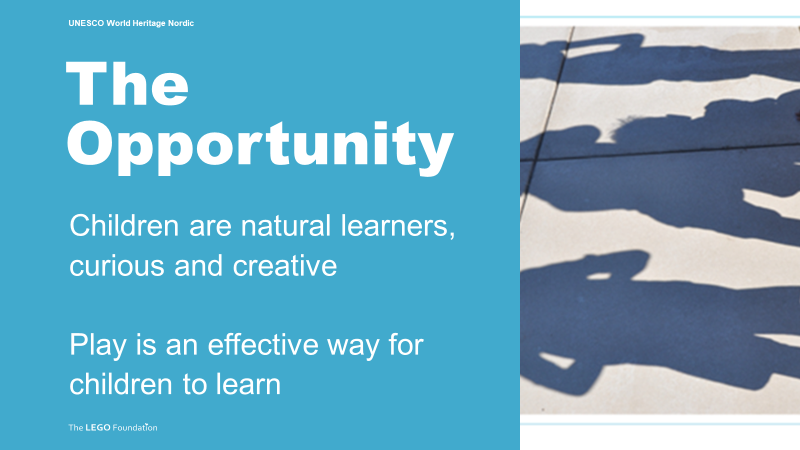 UNESCO World Heritage Nordic
The
Opportunity
Children are natural learners,
curious and creative
Play is an effective way for
children to learn
The LEGO Foundation